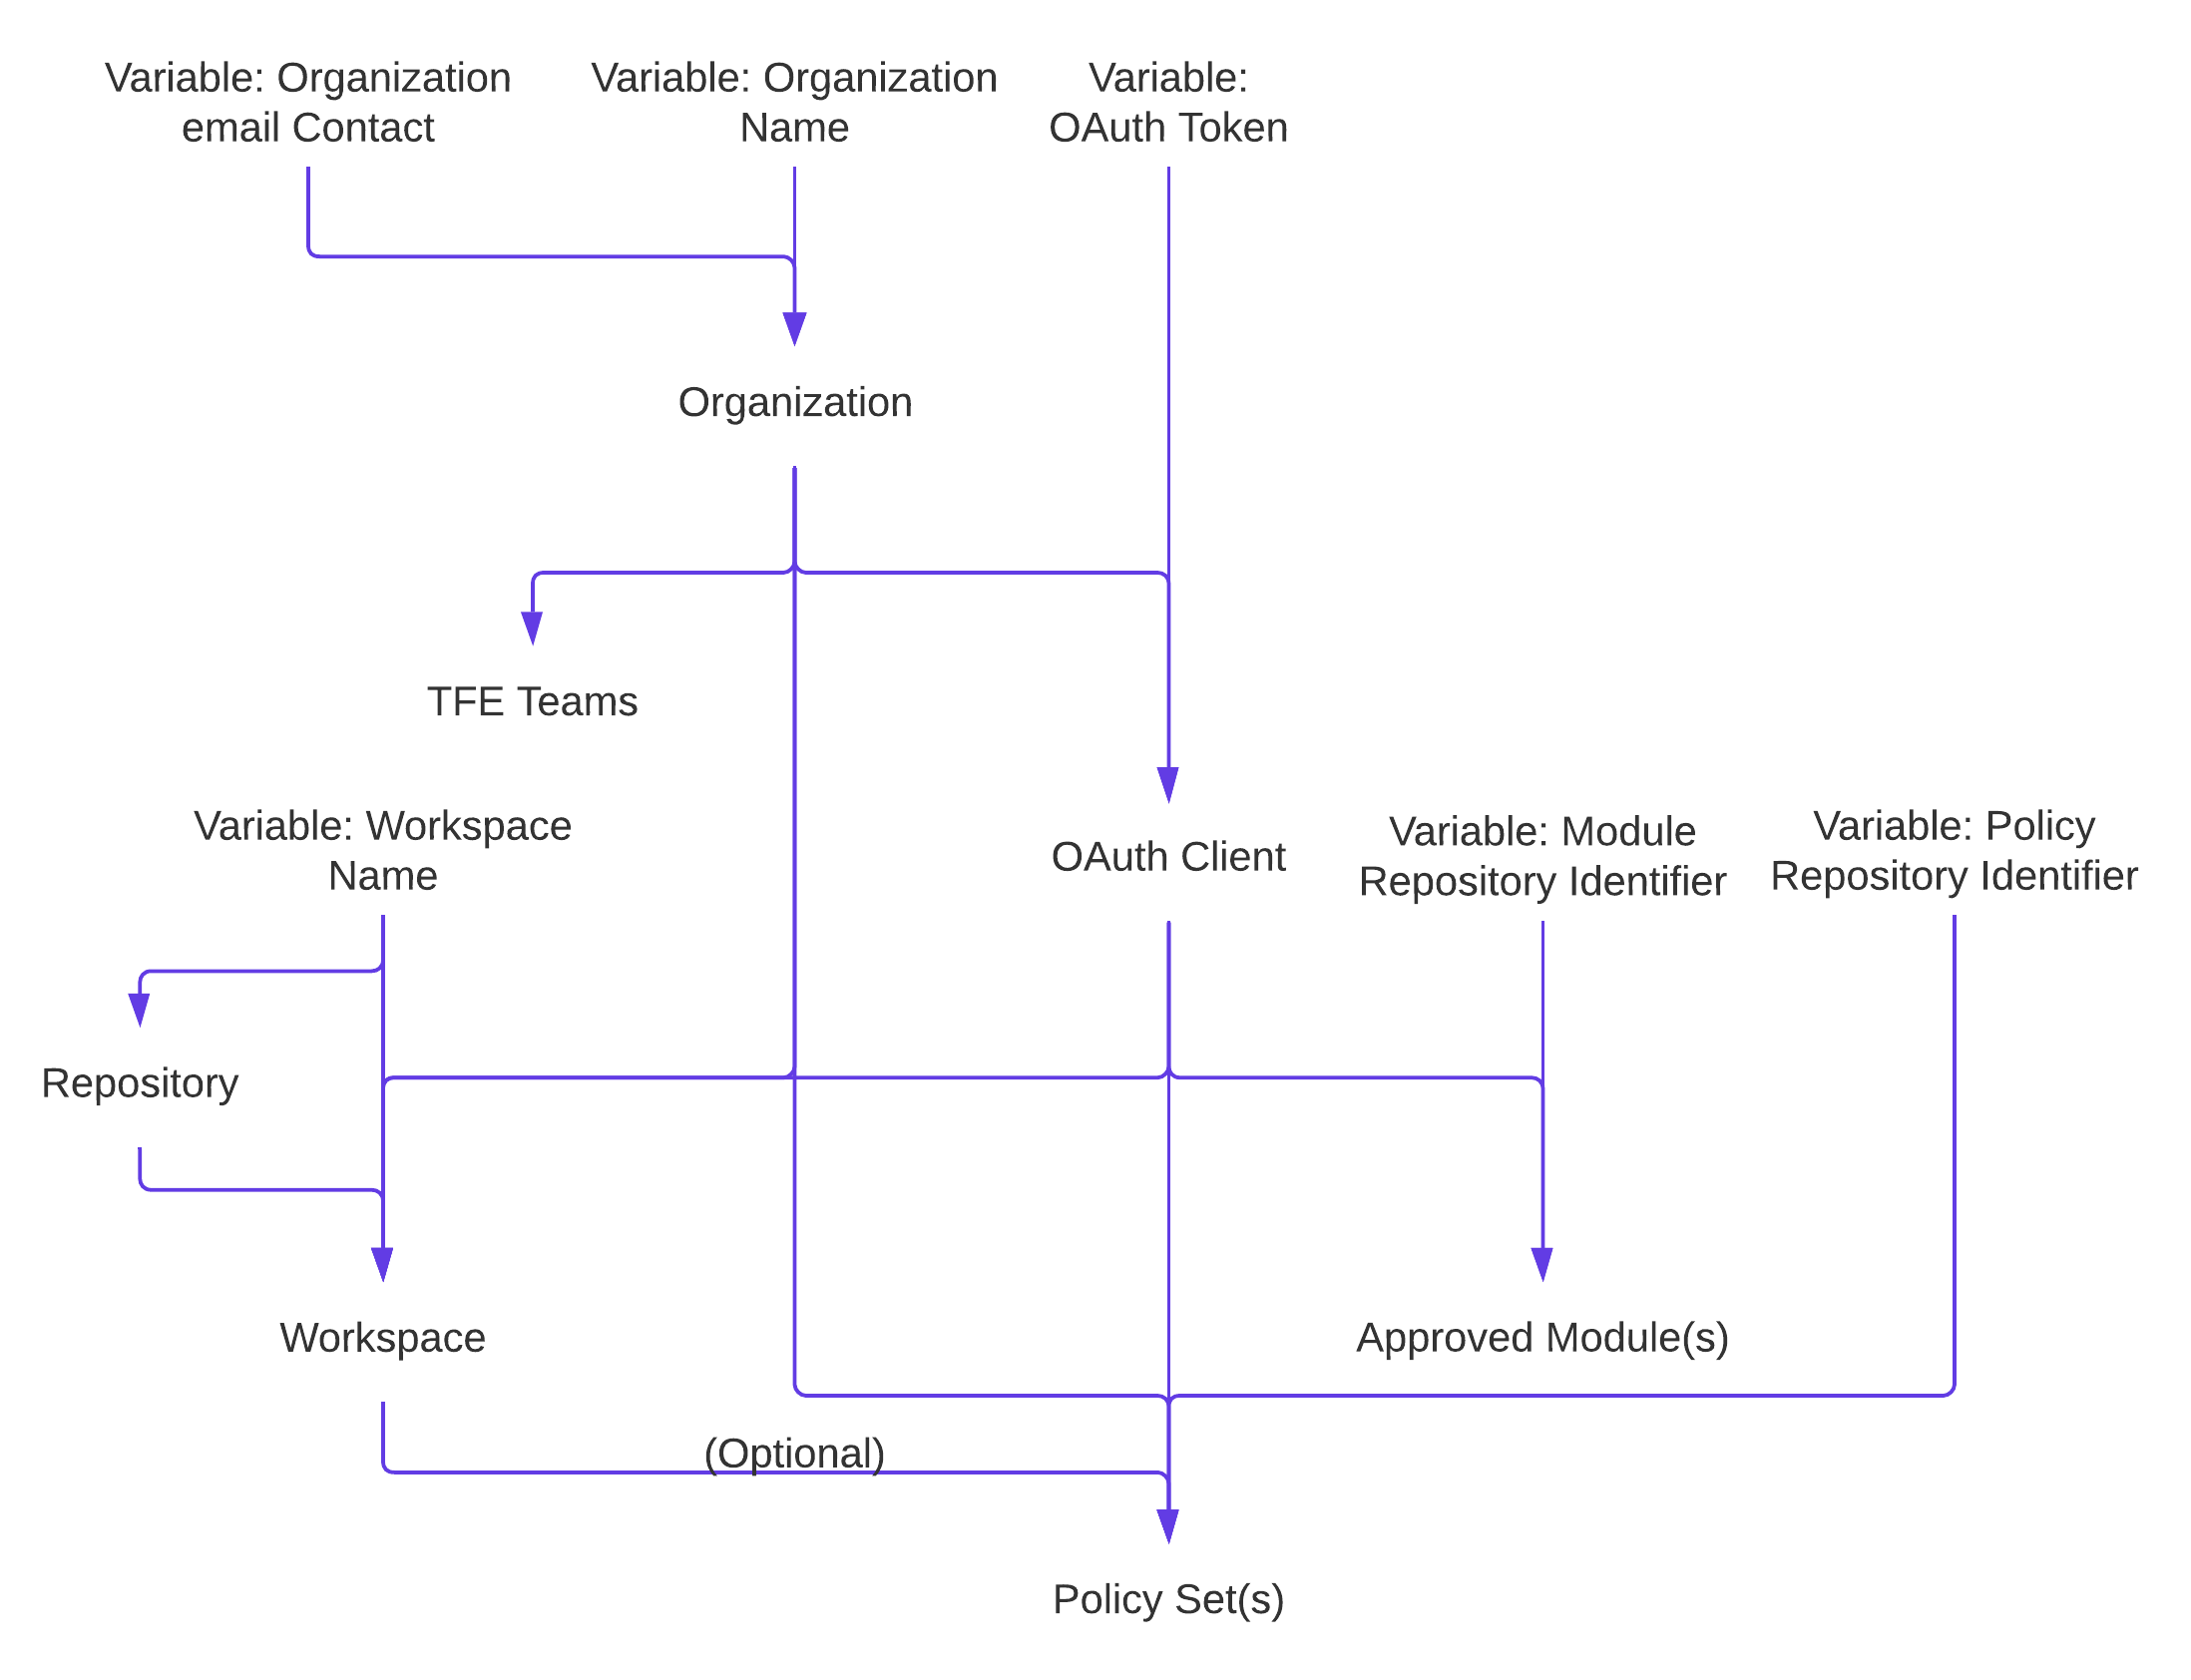 Variable: Organization
email Contact
Variable: Organization
Name
Variable:
OAuth Token
Organization
TFE Teams
Variable: Workspace
Name
OAuth Client
Variable: Module
Repository Identifier
Variable: Policy
Repository Identifier
Repository
Workspace
Approved Module(s)
(Optional)
Policy Set(s)